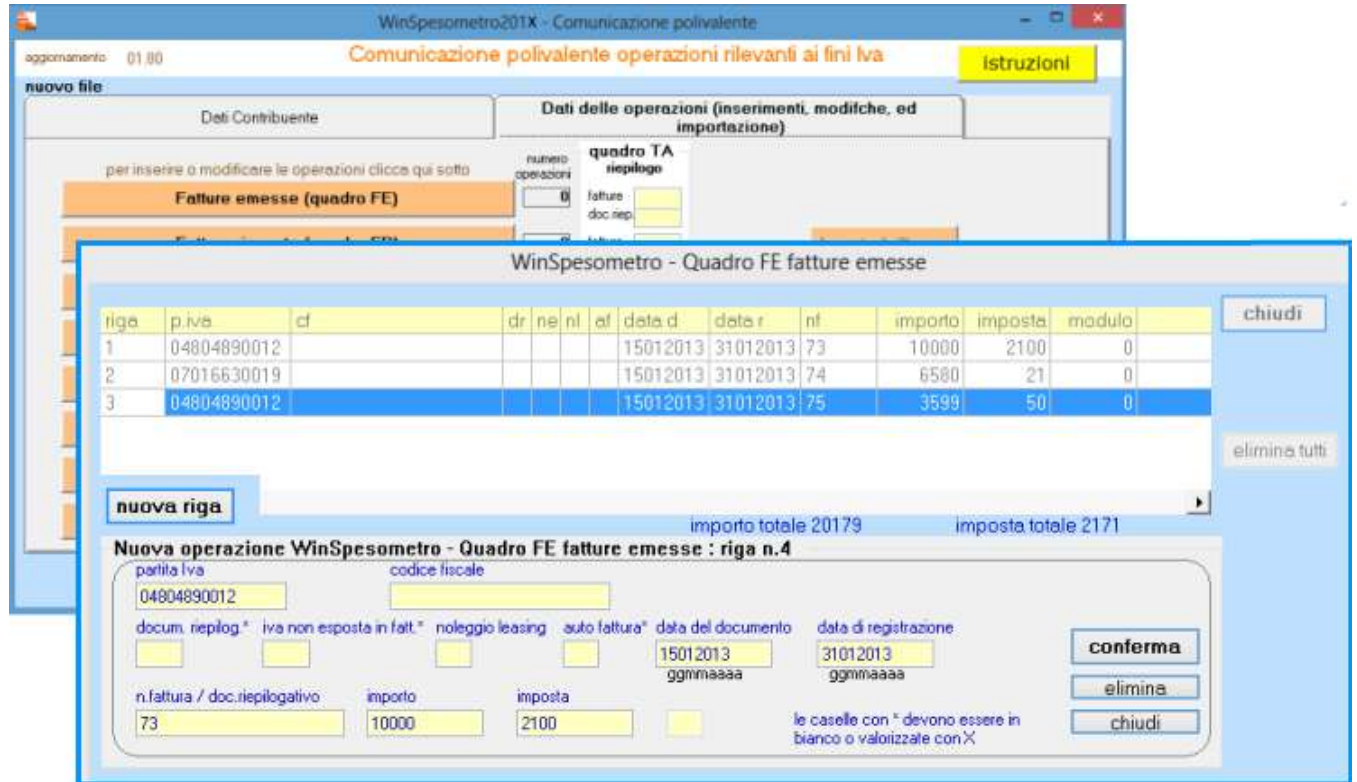 WinSpesometro201X - Comunicazione polivalente
aggiornamento 01.80
Comunicazione polivalente operazioni rilevanti ai fini Iva
istruzioni
nuovo file
Dati Contribuente
Dati delle operazioni (inserimenti, modifche, ed importazione)
per inserire o modificare le operazioni clicca qui sotto
numero operazioni
quadro TA
riepilogo
Fatture emesse (quadro FE)
0
fatture
doc.riep.
WinSpesometro - Quadro FE fatture emesse
chiudi
riga p.iva cf dr ne nl af data d data r nf importo imposta modulo
1 04804890012 15012013 31012013 73 10000 2100 0
2 07016630019 15012013 31012013 74 6580 21 0
3 04804890012 15012013 31012013 75 3599 50 0
elimina tutti
nuova riga
importo totale 20179 imposta totale 2171
Nuova operazione WinSpesometro - Quadro FE fatture emesse : riga n.4
partita Iva codice fiscale
04804890012
docum. riepilog.* iva non esposta in fatt.* noleggio leasing auto fattura* data del documento data di registrazione
15012013 31012013
ggmmaaaa ggmmaaaa
conferma
elimina
chiudi
n.fattura / doc.riepilogativo importo imposta
73 10000 2100
le caselle con * devono essere in
bianco o valorizzate con X